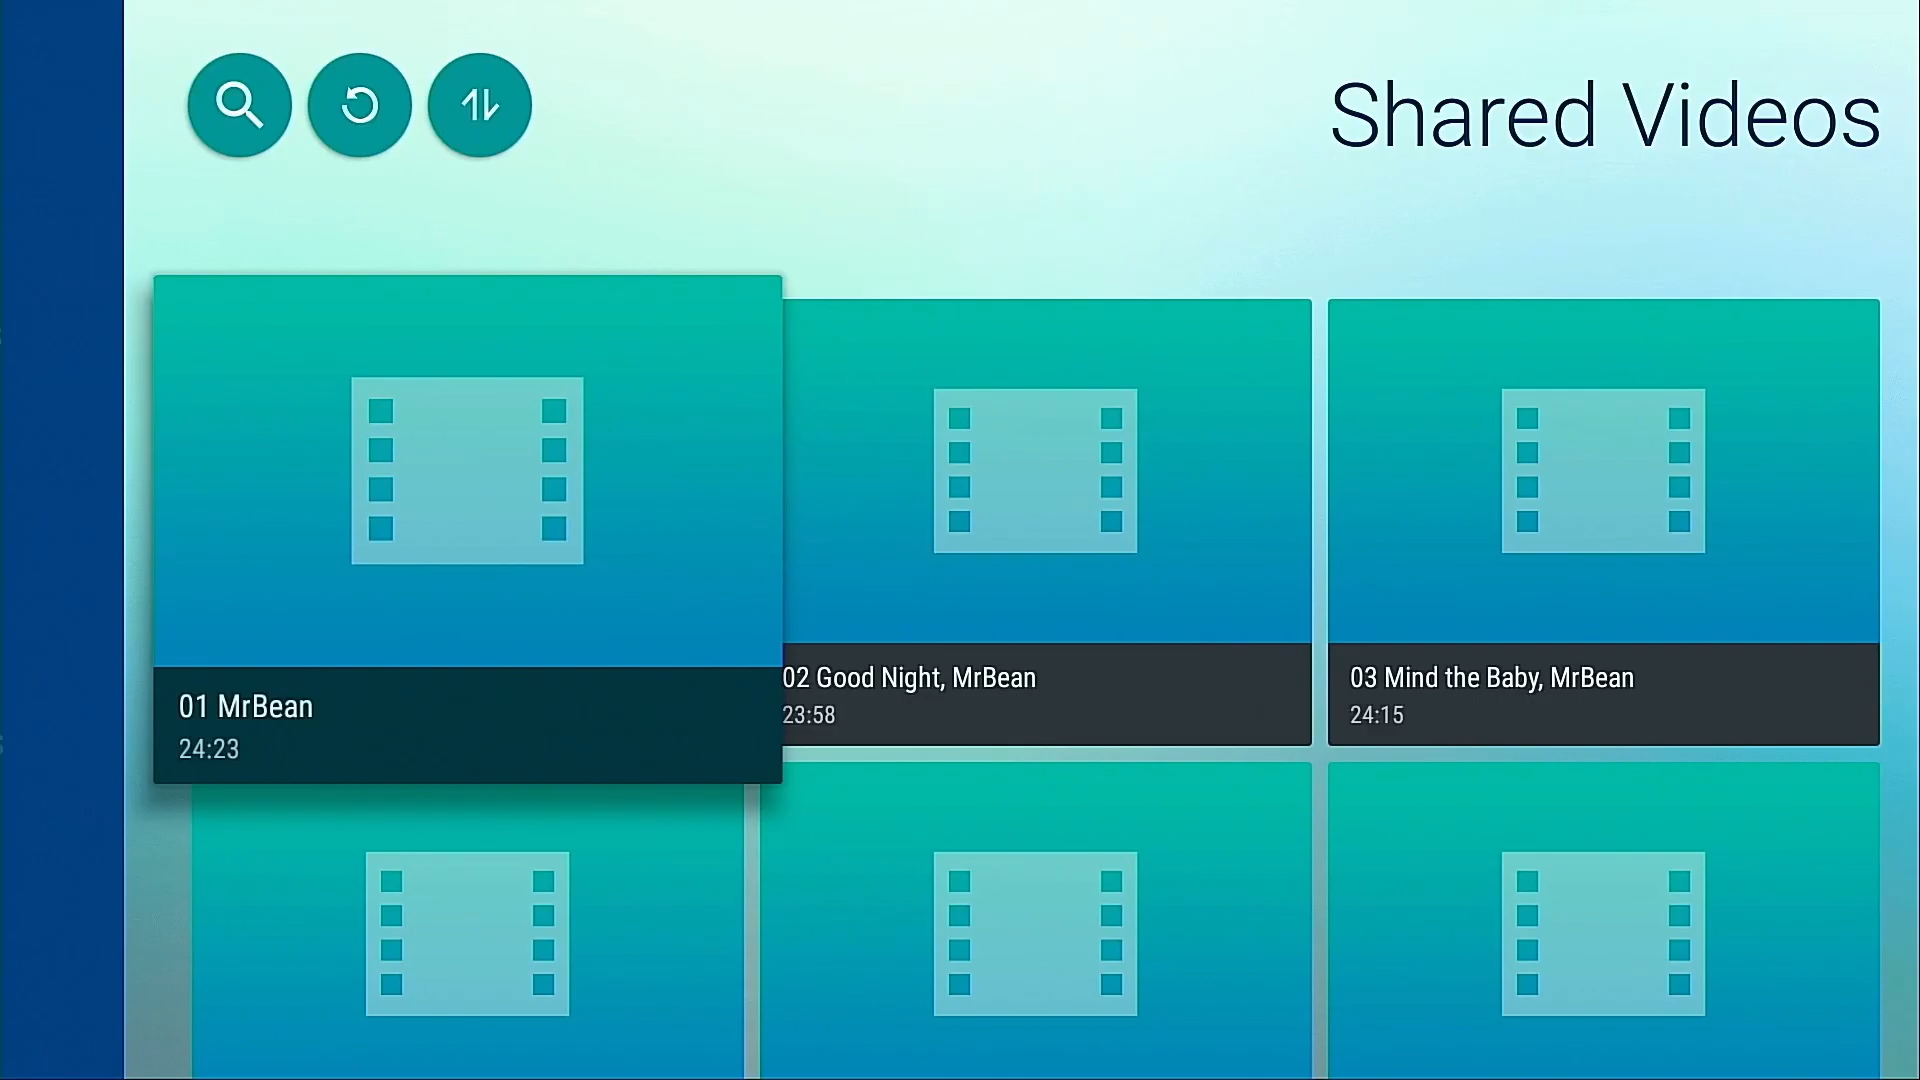 Shared Videos
01 MrBean
24:23
02 Good Night, MrBean
23:58
03 Mind the Baby, MrBean
24:15